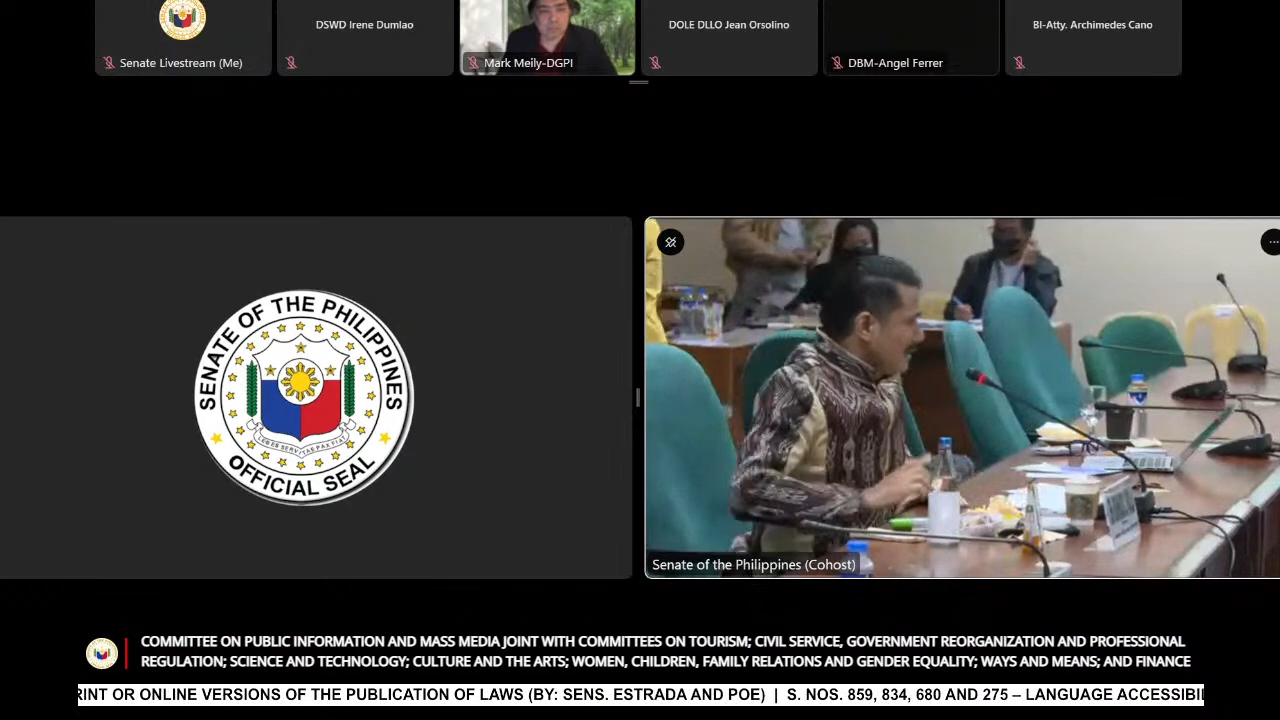 DSWD Irene Dumlao
DOLE DLLO Jean Orsolino
BI-Atty. Archimedes Cano
Senate Livestream (Me)
Mark Meily-DGPI
DBM-Angel Ferrer
SENATE OF THE PHILIPPINES
OFFICIAL SEAL
Senate of the Philippines (Cohost)
COMMITTEE ON PUBLIC INFORMATION AND MASS MEDIA JOINT WITH COMMITTEES ON TOURISM; CIVIL SERVICE, GOVERNMENT REORGANIZATION AND PROFESSIONAL
REGULATION; SCIENCE AND TECHNOLOGY; CULTURE AND THE ARTS; WOMEN, CHILDREN, FAMILY RELATIONS AND GENDER EQUALITY; WAYS AND MEANS; AND FINANCE
RINT OR ONLINE VERSIONS OF THE PUBLICATION OF LAWS (BY: SENS. ESTRADA AND POE) | S. NOS. 859, 834, 680 AND 275 – LANGUAGE ACCESSIBIL